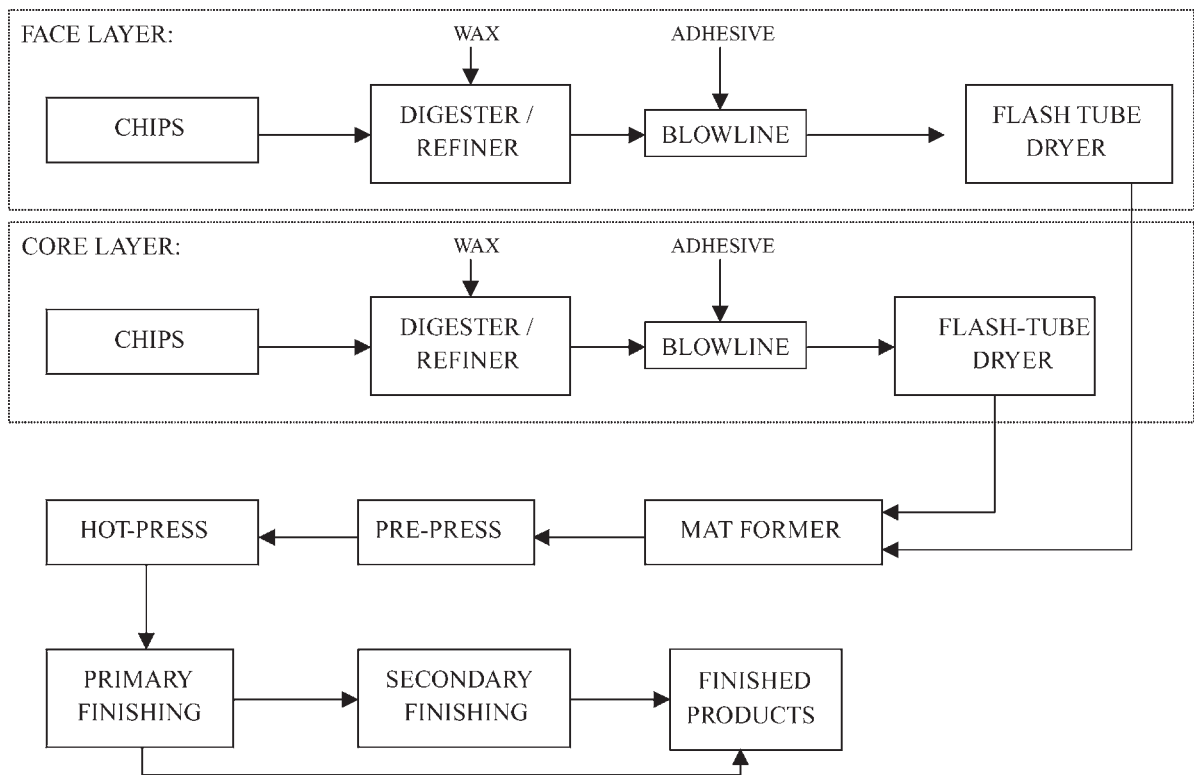 FACE LAYER:
WAX
ADHESIVE
CHIPS
DIGESTER /
REFINER
BLOWLINE
FLASH TUBE
DRYER
CORE LAYER:
WAX
ADHESIVE
CHIPS
DIGESTER /
REFINER
BLOWLINE
FLASH-TUBE
DRYER
HOT-PRESS
PRE-PRESS
MAT FORMER
PRIMARY
FINISHING
SECONDARY
FINISHING
FINISHED
PRODUCTS